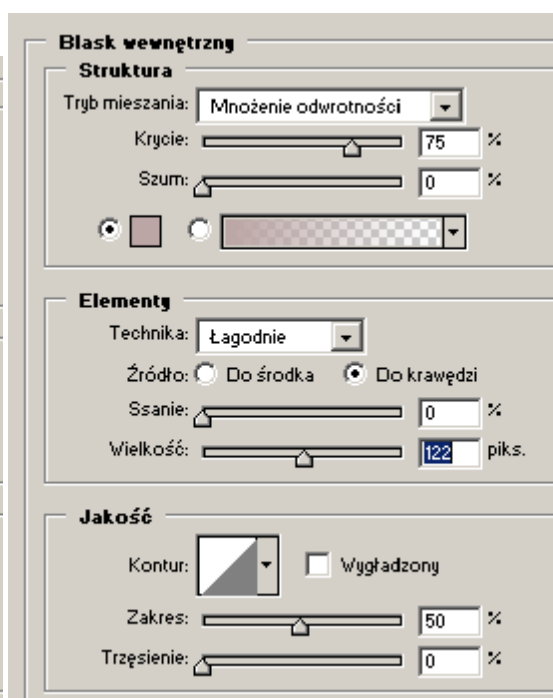 Blask wewnętrzny
Struktura
Tryb mieszania: Mnożenie odwrotności
Krycie: 75 %
Szum: 0 %
Elementy
Technika: Łagodnie
Źródło: Do środka Do krawędzi
Ssanie: 0 %
Wielkość: 122 piks.
Jakość
Kontur: Wygładzony
Zakres: 50 %
Trzęsienie: 0 %